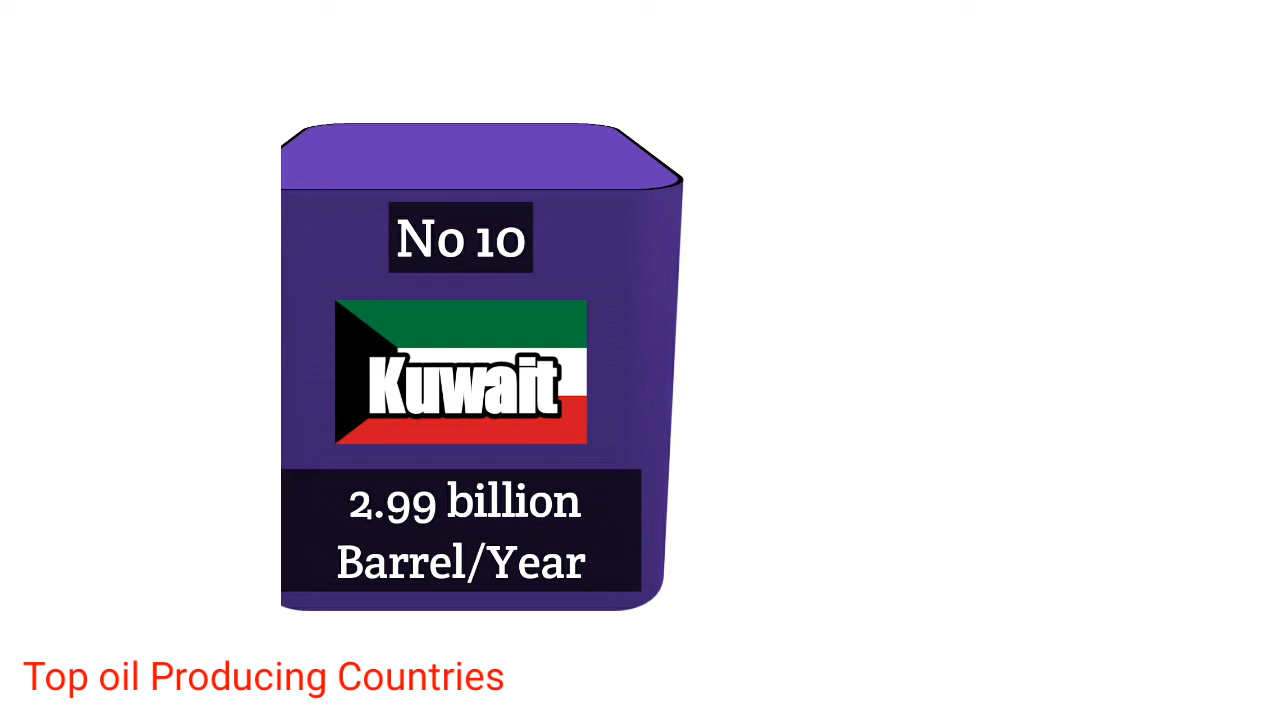 No 10
Kuwait
2.99 billion
Barrel/Year
Top oil Producing Countries